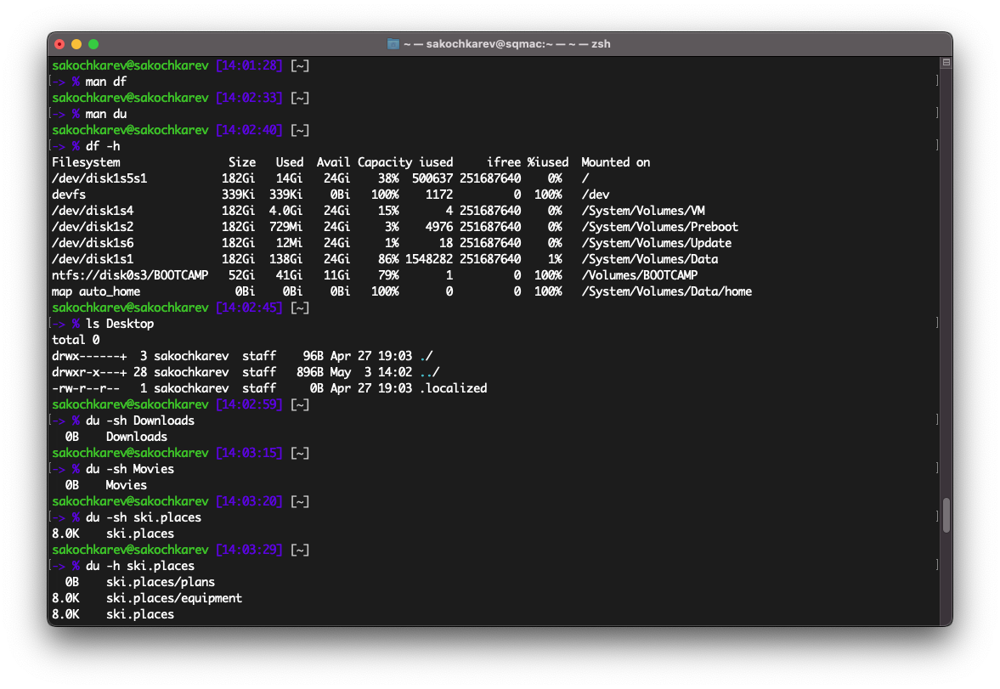 ~ — sakochkarev@sqmac:~ — ~ — zsh
sakochkarev@sakochkarev [14:01:28] [~]
[-> % man df ]
sakochkarev@sakochkarev [14:02:33] [~]
[-> % man du ]
sakochkarev@sakochkarev [14:02:40] [~]
[-> % df -h ]
Filesystem                Size   Used  Avail Capacity iused     ifree %iused  Mounted on
/dev/disk1s5s1           182Gi   14Gi   24Gi    38%  500637 251687640    0%   /
devfs                    339Ki  339Ki    0Bi   100%    1172         0  100%   /dev
/dev/disk1s4             182Gi  4.0Gi   24Gi    15%       4 251687640    0%   /System/Volumes/VM
/dev/disk1s2             182Gi  729Mi   24Gi     3%    4976 251687640    0%   /System/Volumes/Preboot
/dev/disk1s6             182Gi   12Mi   24Gi     1%      18 251687640    0%   /System/Volumes/Update
/dev/disk1s1             182Gi  138Gi   24Gi    86% 1548282 251687640    1%   /System/Volumes/Data
ntfs://disk0s3/BOOTCAMP   52Gi   41Gi   11Gi    79%       1         0  100%   /Volumes/BOOTCAMP
map auto_home              0Bi    0Bi    0Bi   100%       0         0  100%   /System/Volumes/Data/home
sakochkarev@sakochkarev [14:02:45] [~]
[-> % ls Desktop ]
total 0
drwx------+  3 sakochkarev  staff    96B Apr 27 19:03 ./
drwxr-x---+ 28 sakochkarev  staff   896B May  3 14:02 ../
-rw-r--r--   1 sakochkarev  staff     0B Apr 27 19:03 .localized
sakochkarev@sakochkarev [14:02:59] [~]
[-> % du -sh Downloads ]
  0B    Downloads
sakochkarev@sakochkarev [14:03:15] [~]
[-> % du -sh Movies ]
  0B    Movies
sakochkarev@sakochkarev [14:03:20] [~]
[-> % du -sh ski.places ]
8.0K    ski.places
sakochkarev@sakochkarev [14:03:29] [~]
[-> % du -h ski.places ]
  0B    ski.places/plans
8.0K    ski.places/equipment
8.0K    ski.places